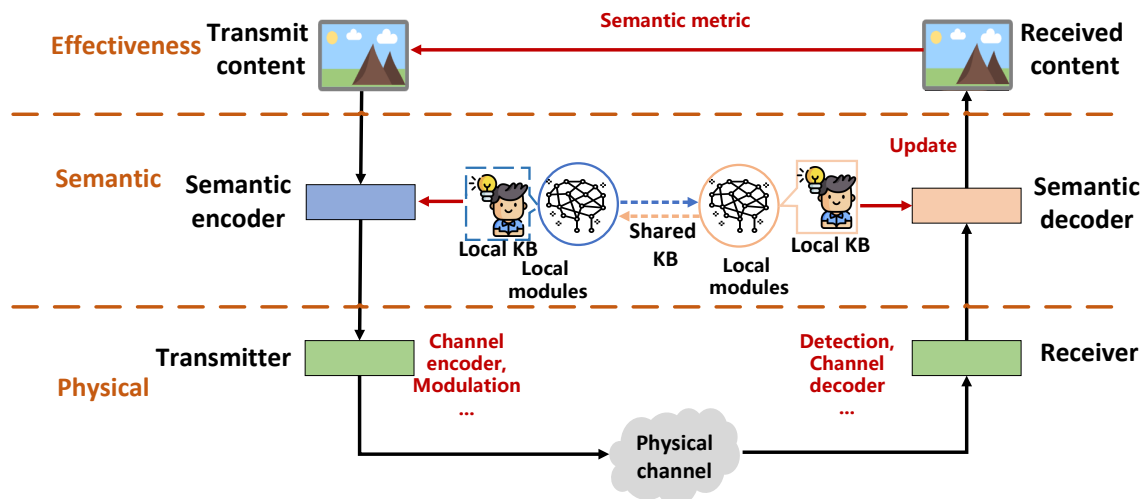 Semantic metric
Effectiveness
Transmit
content
Received
content
Update
Semantic
Semantic
encoder
Local KB
Local
modules
Shared
KB
Local
modules
Local KB
Semantic
decoder
Physical
Transmitter
Channel
encoder,
Modulation
...
Detection,
Channel
decoder
...
Receiver
Physical
channel